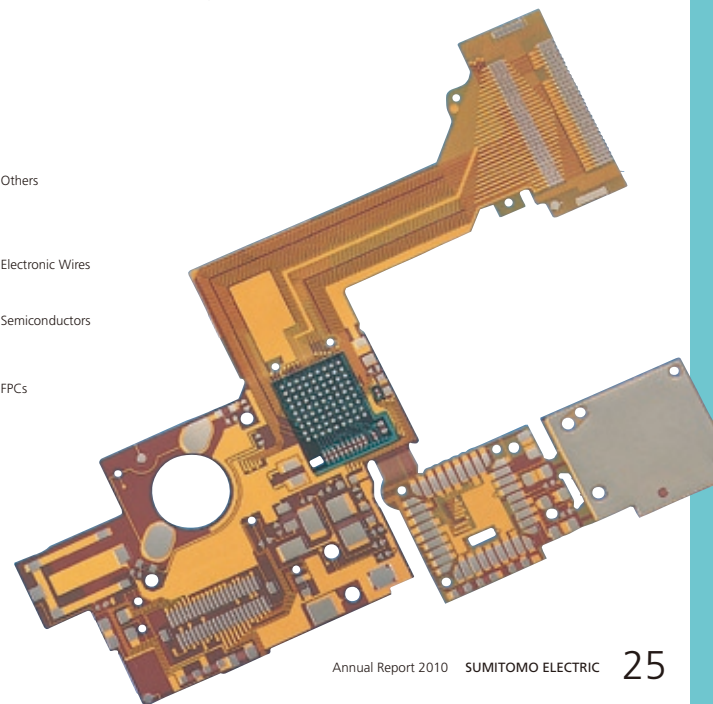 Others
Electronic Wires
Semiconductors
FPCs
Annual Report 2010 SUMITOMO ELECTRIC 25